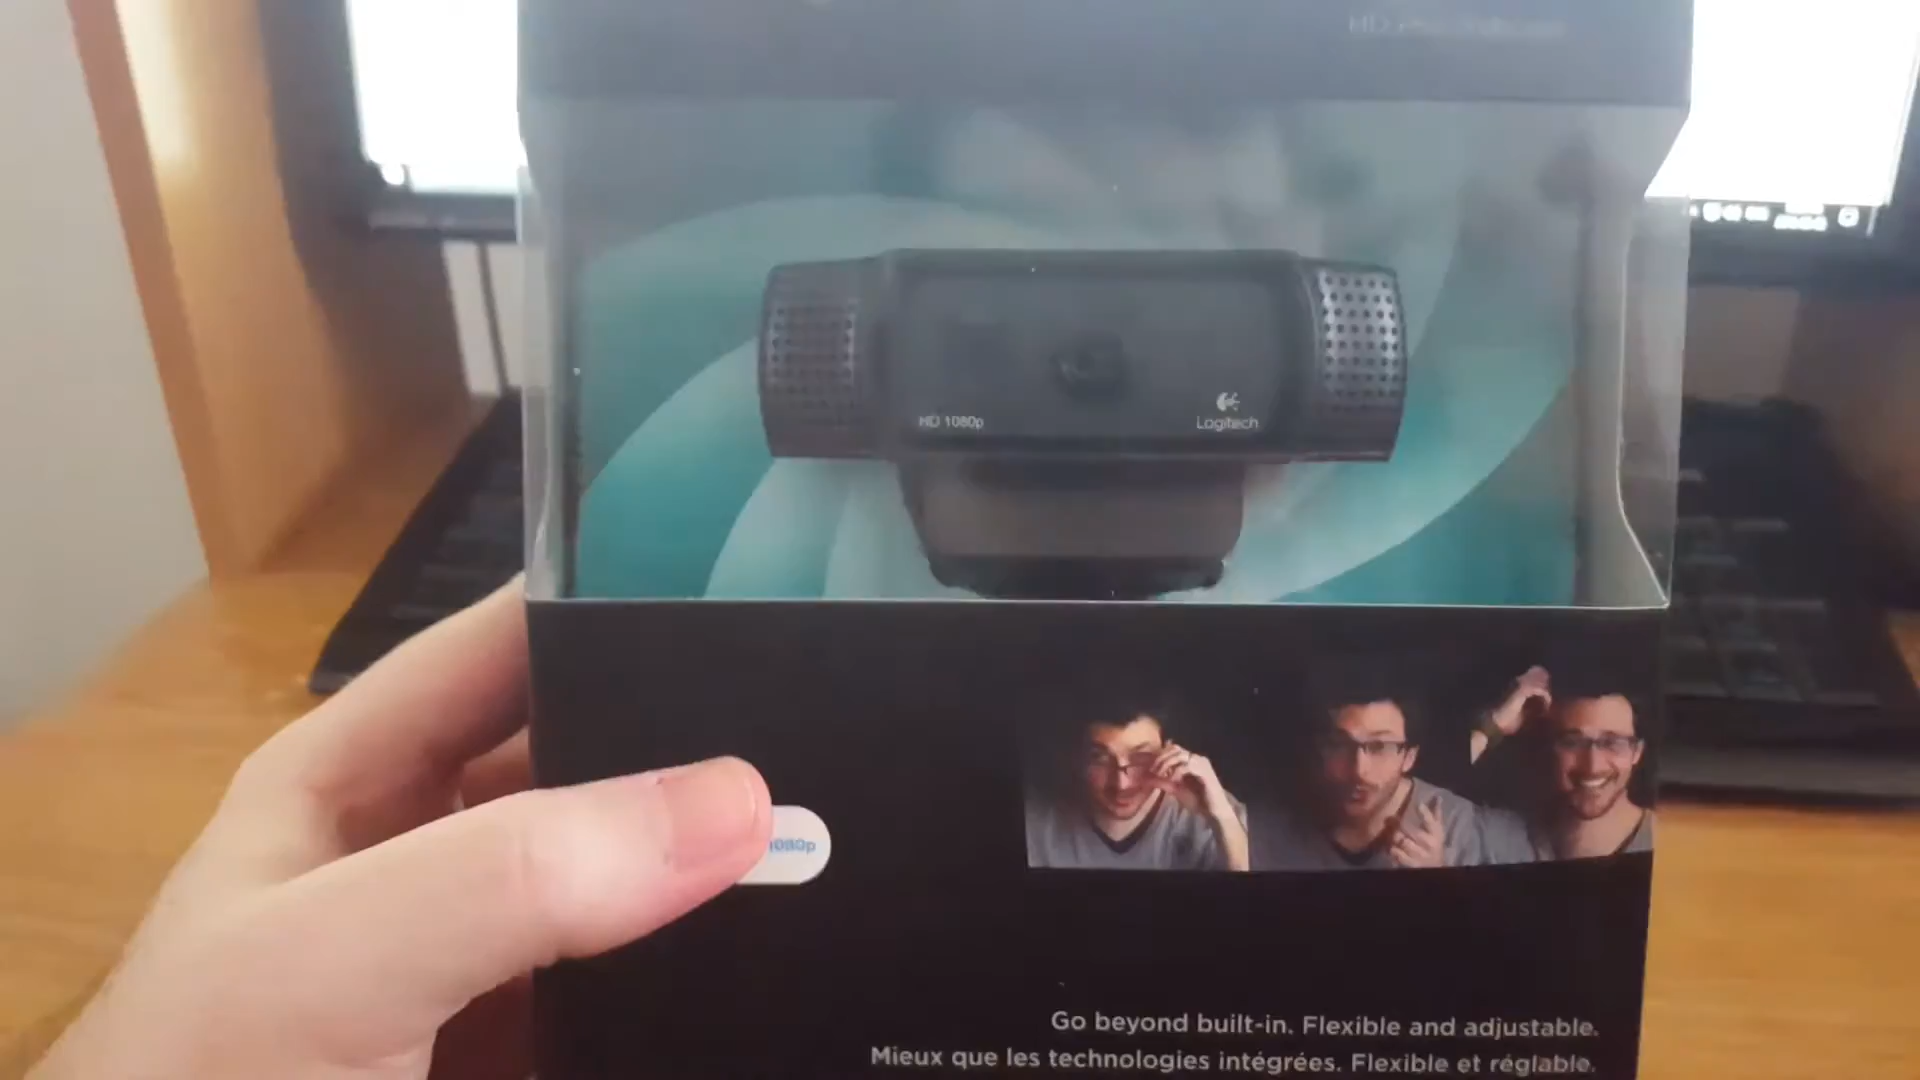 HD 1080p
Logitech
1080p
Go beyond built-in. Flexible and adjustable.
Mieux que les technologies intégrées. Flexible et réglable.